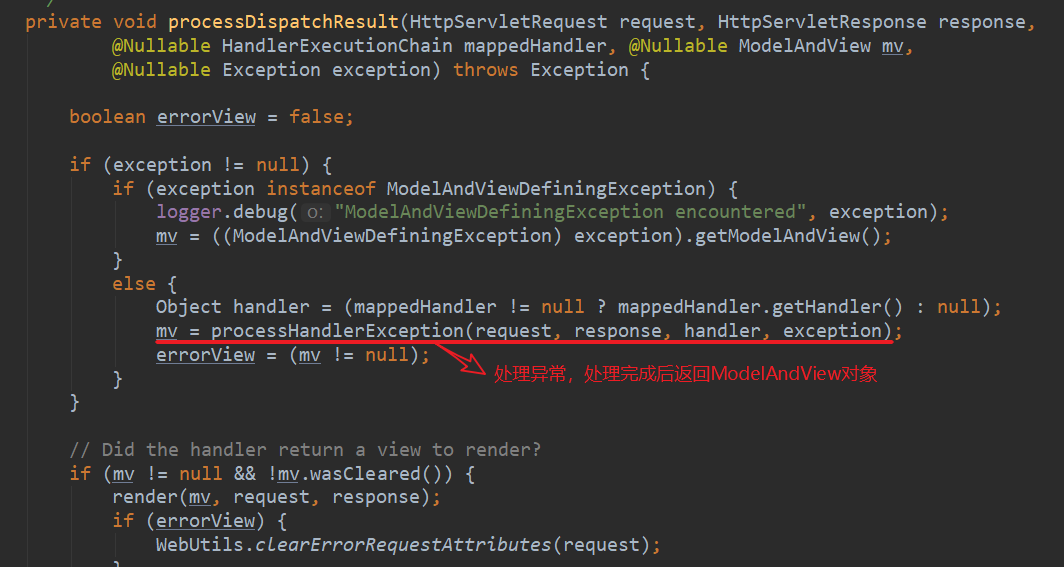 */
private void processDispatchResult(HttpServletRequest request, HttpServletResponse response,
        @Nullable HandlerExecutionChain mappedHandler, @Nullable ModelAndView mv,
        @Nullable Exception exception) throws Exception {
    boolean errorView = false;
    if (exception != null) {
        if (exception instanceof ModelAndViewDefiningException) {
            logger.debug( o: "ModelAndViewDefiningException encountered", exception);
            mv = ((ModelAndViewDefiningException) exception).getModelAndView();
        }
        else {
            Object handler = (mappedHandler != null ? mappedHandler.getHandler() : null);
            mv = processHandlerException(request, response, handler, exception);
            errorView = (mv != null);
处理异常，处理完成后返回ModelAndView对象
        }
    }
    // Did the handler return a view to render?
    if (mv != null && !mv.wasCleared()) {
        render(mv, request, response);
        if (errorView) {
            WebUtils.clearErrorRequestAttributes(request);
        }